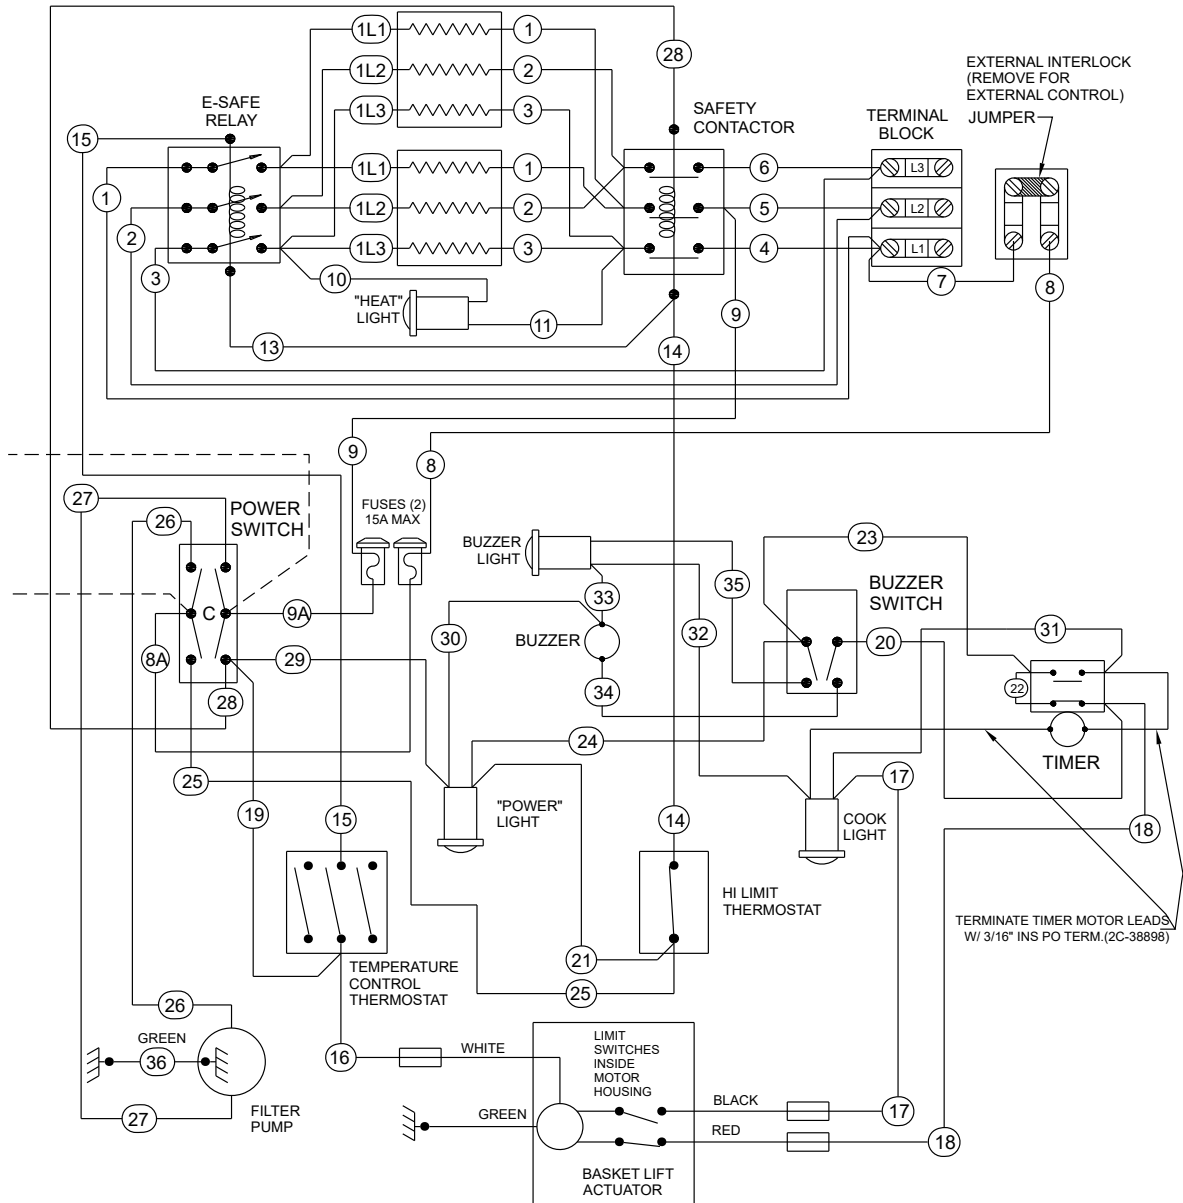 1L1
1
28
1L2
2
EXTERNAL INTERLOCK
(REMOVE FOR
EXTERNAL CONTROL)
JUMPER
E-SAFE
RELAY
1L3
3
SAFETY
CONTACTOR
TERMINAL
BLOCK
15
1L1
1
6
L3
1
1L2
2
5
L2
2
1L3
3
4
L1
3
10
"HEAT"
LIGHT
11
9
7
8
13
14
9
8
27
26
POWER
SWITCH
FUSES (2)
15A MAX
BUZZER
LIGHT
23
35
BUZZER
SWITCH
33
C
9A
30
BUZZER
32
20
31
8A
29
34
22
28
24
TIMER
25
17
19
15
"POWER"
LIGHT
14
COOK
LIGHT
18
HI LIMIT
THERMOSTAT
TERMINATE TIMER MOTOR LEADS
W/ 3/16" INS PO TERM.(2C-38898)
21
TEMPERATURE
CONTROL
THERMOSTAT
25
26
GREEN
36
16
WHITE
LIMIT
SWITCHES
INSIDE
MOTOR
HOUSING
BLACK
17
27
FILTER
PUMP
GREEN
RED
18
BASKET LIFT
ACTUATOR